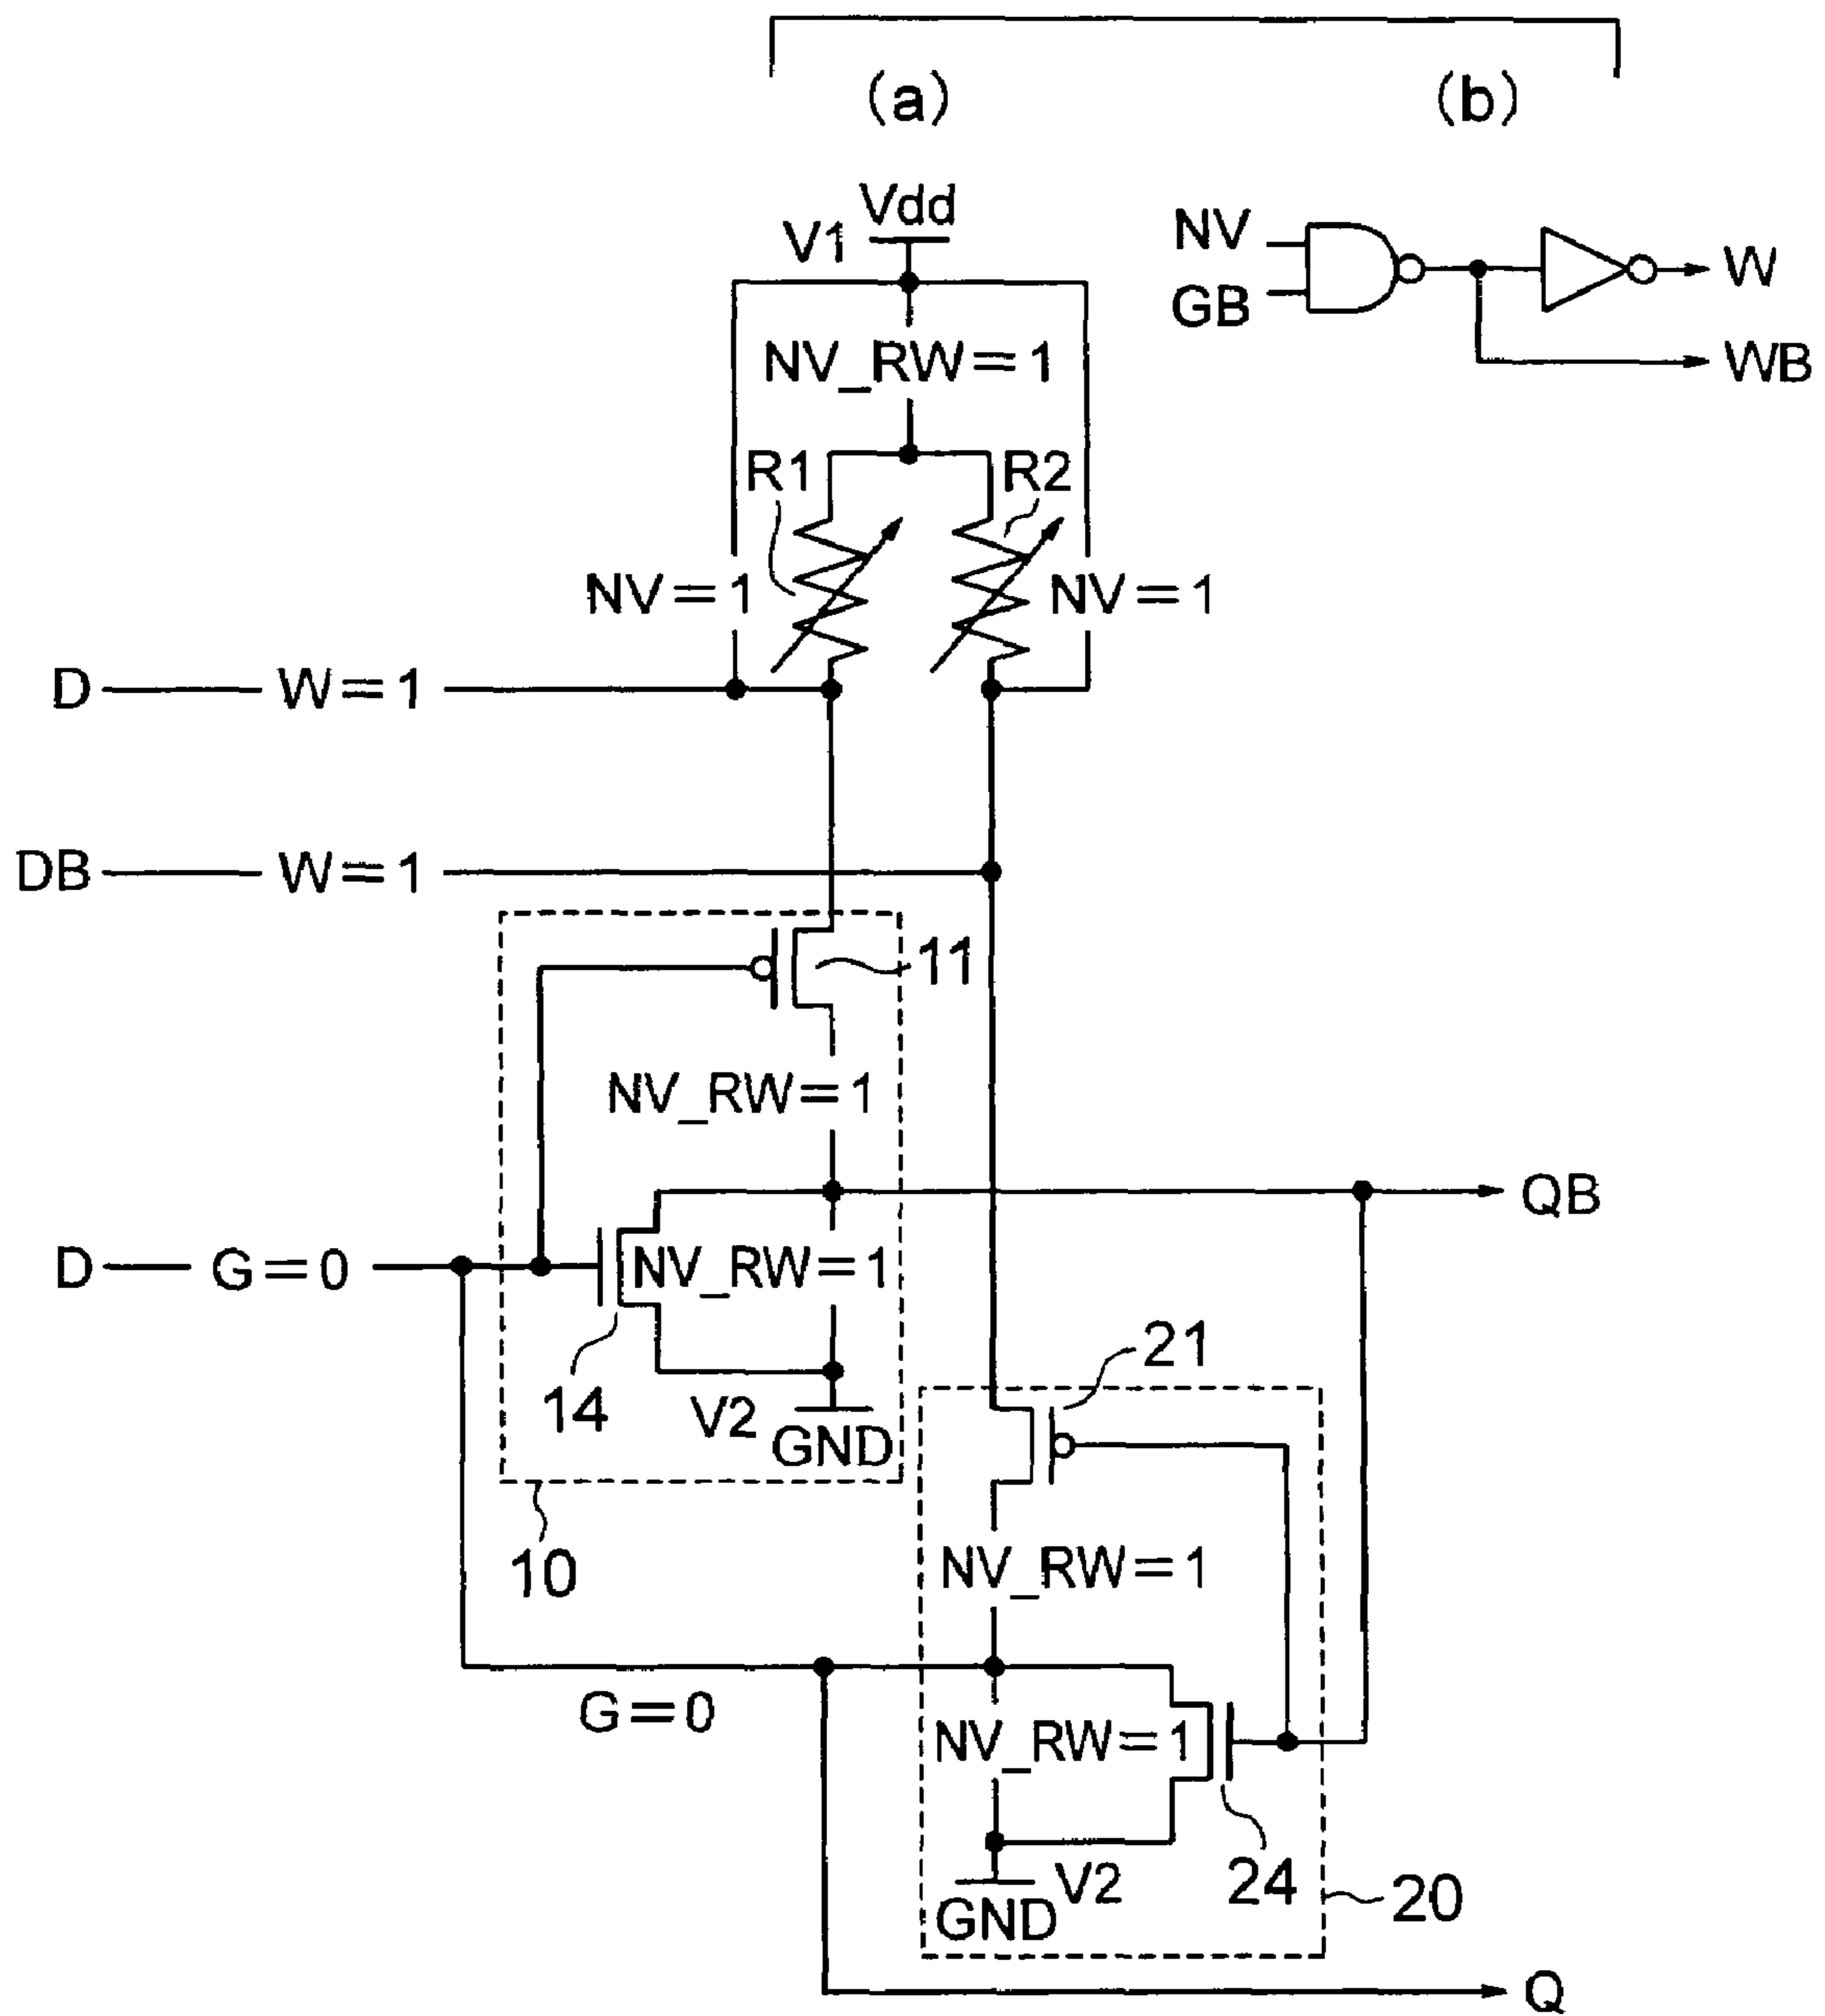 (a) (b)
Vdd
V1
NV
GB
W
WB
NV_RW=1
R1
R2
NV=1
NV=1
D
W=1
DB
W=1
11
NV_RW=1
QB
D
G=0
NV_RW=1
14
V2
GND
21
10
NV_RW=1
G=0
NV_RW=1
V2
GND
24
20
Q